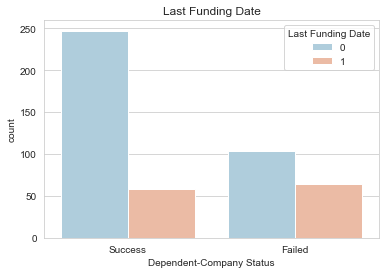 Last Funding Date
Last Funding Date
0
1
250
200
150
100
50
0
count
Success
Failed
Dependent-Company Status